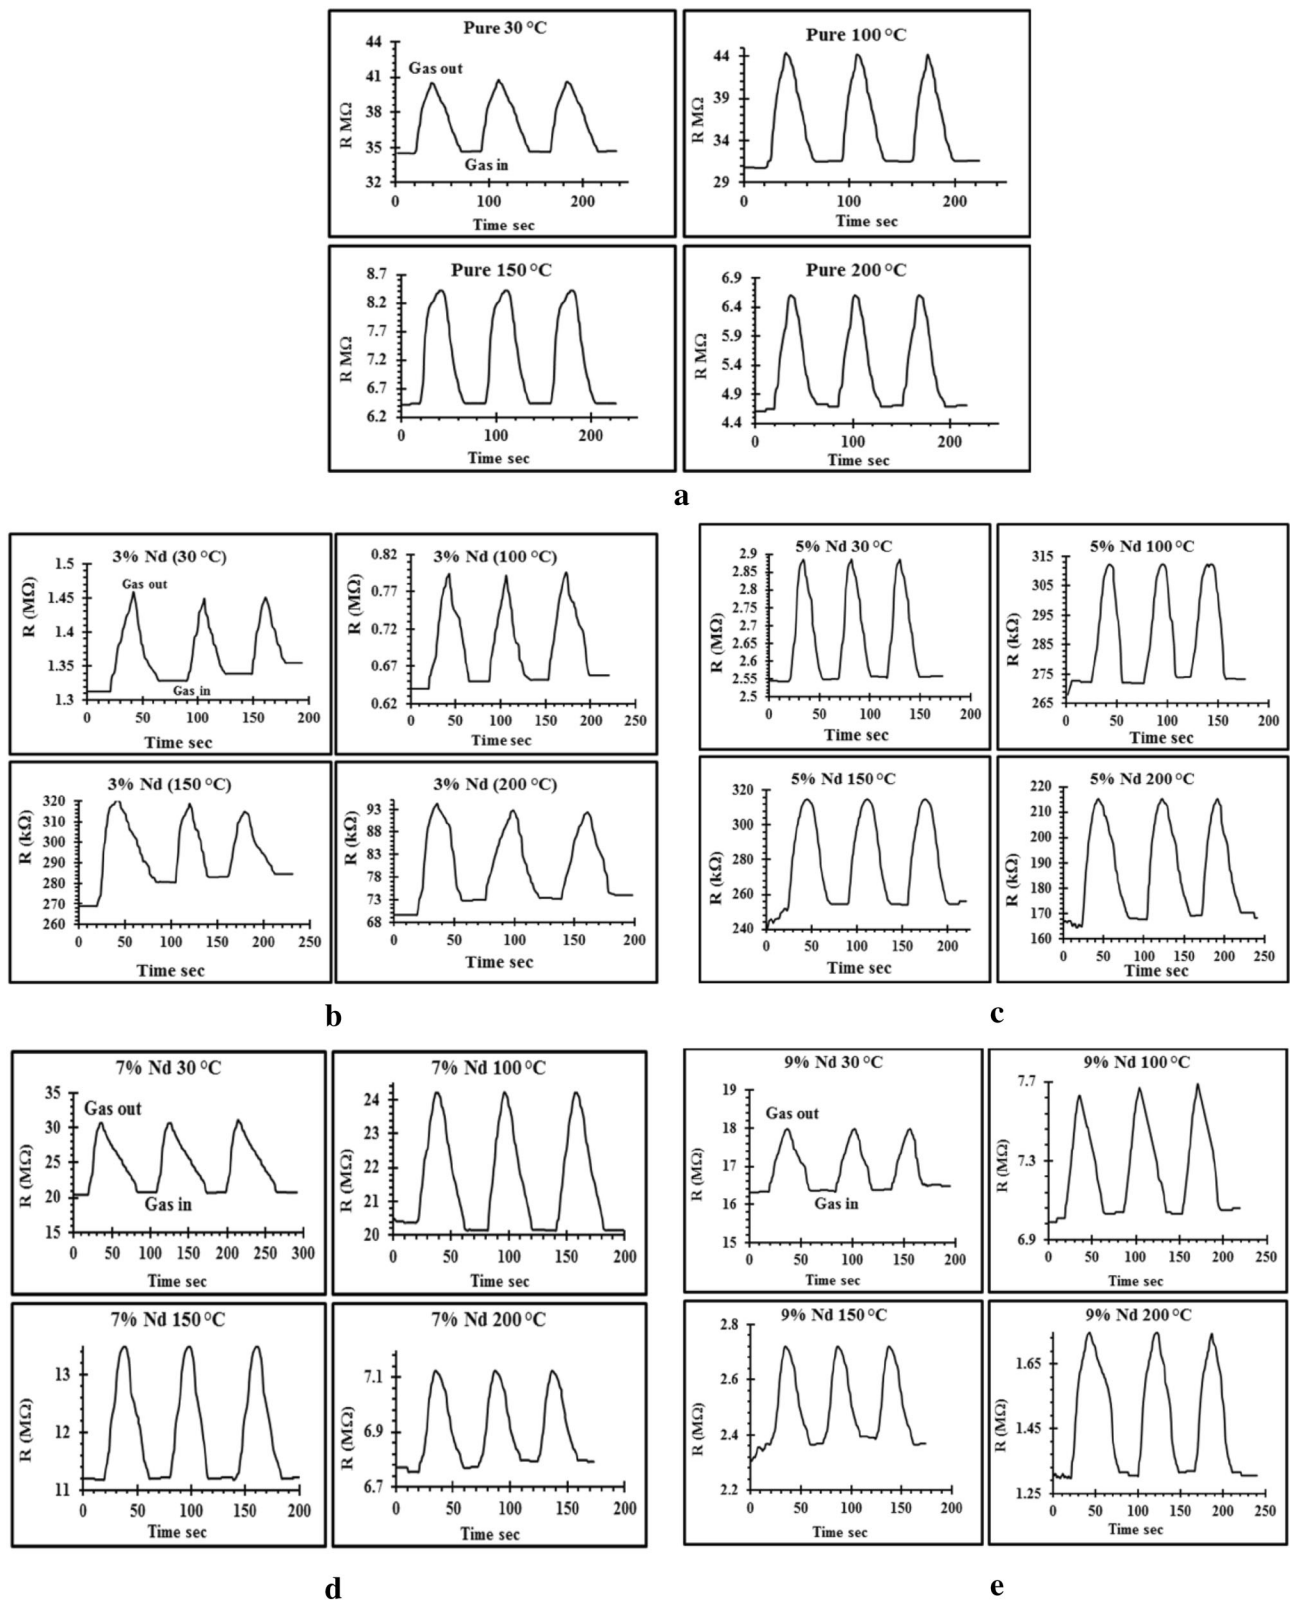 Pure 30 °C
44
41
38
35
32
R MΩ
Gas out
Gas in
0 100 200
Time sec
Pure 100 °C
44
39
34
29
R MΩ
0 100 200
Time sec
Pure 150 °C
8.7
8.2
7.7
7.2
6.7
6.2
R MΩ
0 100 200
Time sec
Pure 200 °C
6.9
6.4
5.9
5.4
4.9
4.4
R MΩ
0 100 200
Time sec
a
3% Nd (30 °C)
1.5
1.45
1.4
1.35
1.3
R (MΩ)
Gas out
Gas in
0 50 100 150 200
Time sec
3% Nd (100 °C)
0.82
0.77
0.72
0.67
0.62
R (MΩ)
0 50 100 150 200 250
Time sec
3% Nd (150 °C)
320
310
300
290
280
270
260
R (kΩ)
0 50 100 150 200 250
Time sec
3% Nd (200 °C)
93
88
83
78
73
68
R (kΩ)
0 50 100 150 200
Time sec
b
5% Nd 30 °C
2.9
2.85
2.8
2.75
2.7
2.65
2.6
2.55
2.5
R (MΩ)
0 50 100 150 200
Time sec
5% Nd 100 °C
315
305
295
285
275
265
R (kΩ)
0 50 100 150 200
Time sec
5% Nd 150 °C
320
300
280
260
240
R (kΩ)
0 50 100 150 200
Time sec
5% Nd 200 °C
220
210
200
190
180
170
160
R (kΩ)
0 50 100 150 200 250
Time sec
c
7% Nd 30 °C
35
30
25
20
15
R (MΩ)
Gas out
Gas in
0 50 100 150 200 250 300
Time sec
7% Nd 100 °C
24
23
22
21
20
R (MΩ)
0 50 100 150 200
Time sec
7% Nd 150 °C
13
12
11
R (MΩ)
0 50 100 150 200
Time sec
7% Nd 200 °C
7.1
6.9
6.7
R (MΩ)
0 50 100 150 200
Time sec
d
9% Nd 30 °C
19
18
17
16
15
R (MΩ)
Gas out
Gas in
0 50 100 150 200
Time sec
9% Nd 100 °C
7.7
7.3
6.9
R (MΩ)
0 50 100 150 200 250
Time sec
9% Nd 150 °C
2.8
2.6
2.4
2.2
R (MΩ)
0 50 100 150 200
Time sec
9% Nd 200 °C
1.65
1.45
1.25
R (MΩ)
0 50 100 150 200 250
Time sec
e